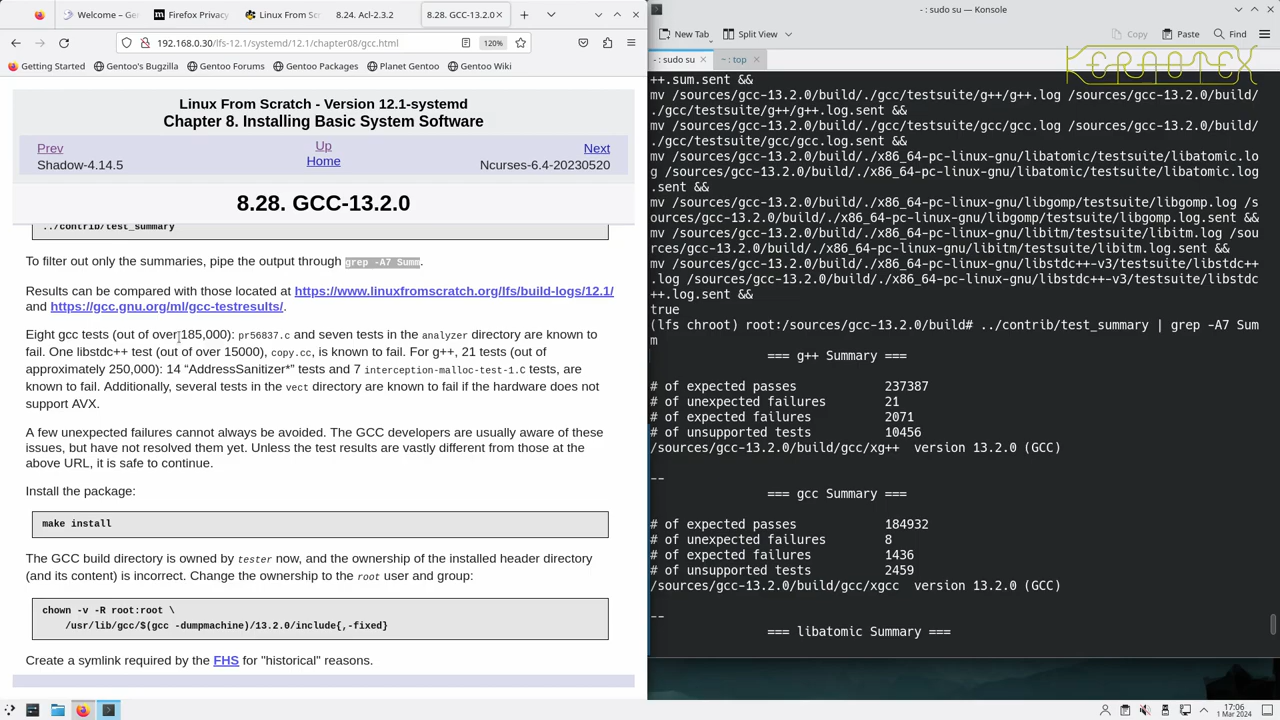 Welcome – Ge
Firefox Privacy
Linux From Scr
8.24. Acl-2.3.2
8.28. GCC-13.2.0
192.168.0.30/lfs-12.1/systemd/12.1/chapter08/gcc.html
120%
Getting Started
Gentoo's Bugzilla
Gentoo Forums
Gentoo Packages
Planet Gentoo
Gentoo Wiki
Linux From Scratch - Version 12.1-systemd
Chapter 8. Installing Basic System Software
Prev
Up
Next
Shadow-4.14.5
Home
Ncurses-6.4-20230520
8.28. GCC-13.2.0
../contrib/test_summary
To filter out only the summaries, pipe the output through grep -A7 Summ.
Results can be compared with those located at https://www.linuxfromscratch.org/lfs/build-logs/12.1/
and https://gcc.gnu.org/ml/gcc-testresults/.
Eight gcc tests (out of over 185,000): pr56837.c and seven tests in the analyzer directory are known to
fail. One libstdc++ test (out of over 15000), copy.cc, is known to fail. For g++, 21 tests (out of
approximately 250,000): 14 “AddressSanitizer*” tests and 7 interception-malloc-test-1.C tests, are
known to fail. Additionally, several tests in the vect directory are known to fail if the hardware does not
support AVX.
A few unexpected failures cannot always be avoided. The GCC developers are usually aware of these
issues, but have not resolved them yet. Unless the test results are vastly different from those at the
above URL, it is safe to continue.
Install the package:
make install
The GCC build directory is owned by tester now, and the ownership of the installed header directory
(and its content) is incorrect. Change the ownership to the root user and group:
chown -v -R root:root \
/usr/lib/gcc/$(gcc -dumpmachine)/13.2.0/include{,-fixed}
Create a symlink required by the FHS for "historical" reasons.
- : sudo su — Konsole
New Tab
Split View
Copy
Paste
Find
- : sudo su
~ : top
KERNOTEX
++.sum.sent &&
mv /sources/gcc-13.2.0/build/./gcc/testsuite/g++/g++.log /sources/gcc-13.2.0/build/
./gcc/testsuite/g++/g++.log.sent &&
mv /sources/gcc-13.2.0/build/./gcc/testsuite/gcc/gcc.log /sources/gcc-13.2.0/build/
./gcc/testsuite/gcc/gcc.log.sent &&
mv /sources/gcc-13.2.0/build/./x86_64-pc-linux-gnu/libatomic/testsuite/libatomic.lo
g /sources/gcc-13.2.0/build/./x86_64-pc-linux-gnu/libatomic/testsuite/libatomic.log
.sent &&
mv /sources/gcc-13.2.0/build/./x86_64-pc-linux-gnu/libgomp/testsuite/libgomp.log /s
ources/gcc-13.2.0/build/./x86_64-pc-linux-gnu/libgomp/testsuite/libgomp.log.sent &&
mv /sources/gcc-13.2.0/build/./x86_64-pc-linux-gnu/libitm/testsuite/libitm.log /sou
rces/gcc-13.2.0/build/./x86_64-pc-linux-gnu/libitm/testsuite/libitm.log.sent &&
mv /sources/gcc-13.2.0/build/./x86_64-pc-linux-gnu/libstdc++-v3/testsuite/libstdc++
.log /sources/gcc-13.2.0/build/./x86_64-pc-linux-gnu/libstdc++-v3/testsuite/libstdc
++.log.sent &&
true
(lfs chroot) root:/sources/gcc-13.2.0/build# ../contrib/test_summary | grep -A7 Sum
m
=== g++ Summary ===
# of expected passes 237387
# of unexpected failures 21
# of expected failures 2071
# of unsupported tests 10456
/sources/gcc-13.2.0/build/gcc/xg++ version 13.2.0 (GCC)
--
=== gcc Summary ===
# of expected passes 184932
# of unexpected failures 8
# of expected failures 1436
# of unsupported tests 2459
/sources/gcc-13.2.0/build/gcc/xgcc version 13.2.0 (GCC)
--
=== libatomic Summary ===
17:06
1 Mar 2024